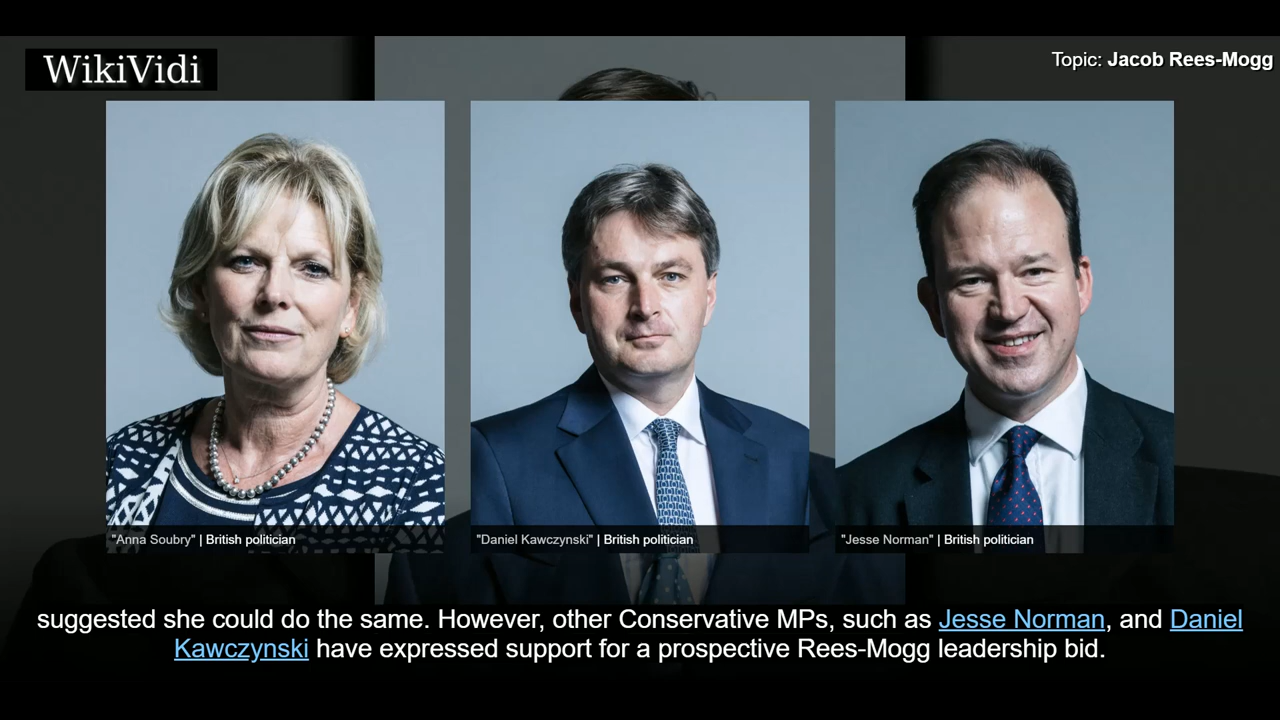 WikiVidi
Topic: Jacob Rees-Mogg
"Anna Soubry" | British politician
"Daniel Kawczynski" | British politician
"Jesse Norman" | British politician
suggested she could do the same. However, other Conservative MPs, such as Jesse Norman, and Daniel
Kawczynski have expressed support for a prospective Rees-Mogg leadership bid.